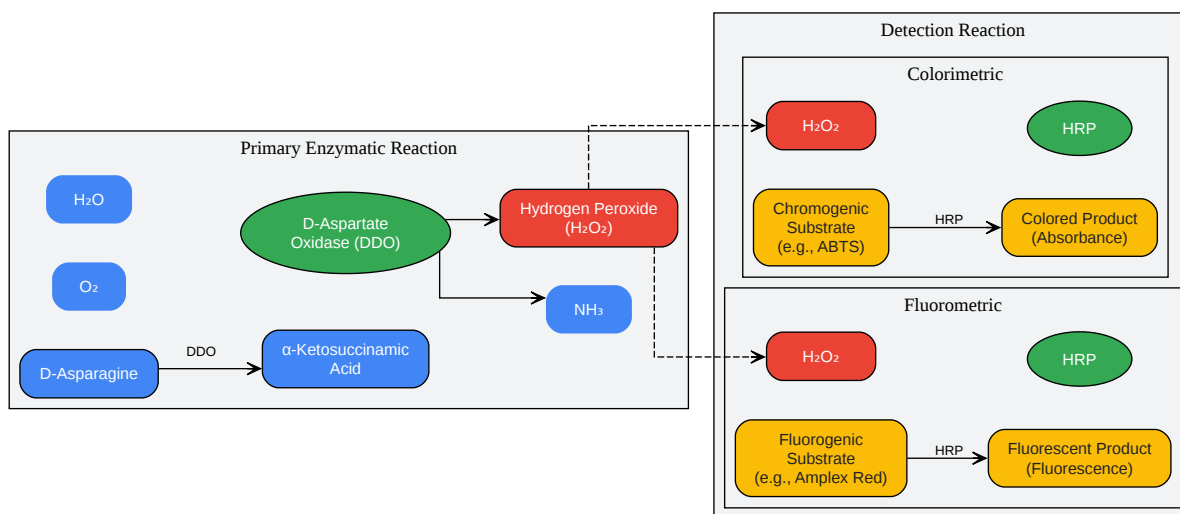 Detection Reaction
Colorimetric
H₂O₂
HRP
Chromogenic
Substrate
(e.g., ABTS)
HRP
Colored Product
(Absorbance)
Primary Enzymatic Reaction
H₂O
D-Aspartate
Oxidase (DDO)
Hydrogen Peroxide
(H₂O₂)
O₂
NH₃
D-Asparagine
DDO
α-Ketosuccinamic
Acid
Fluorometric
H₂O₂
HRP
Fluorogenic
Substrate
(e.g., Amplex Red)
HRP
Fluorescent Product
(Fluorescence)